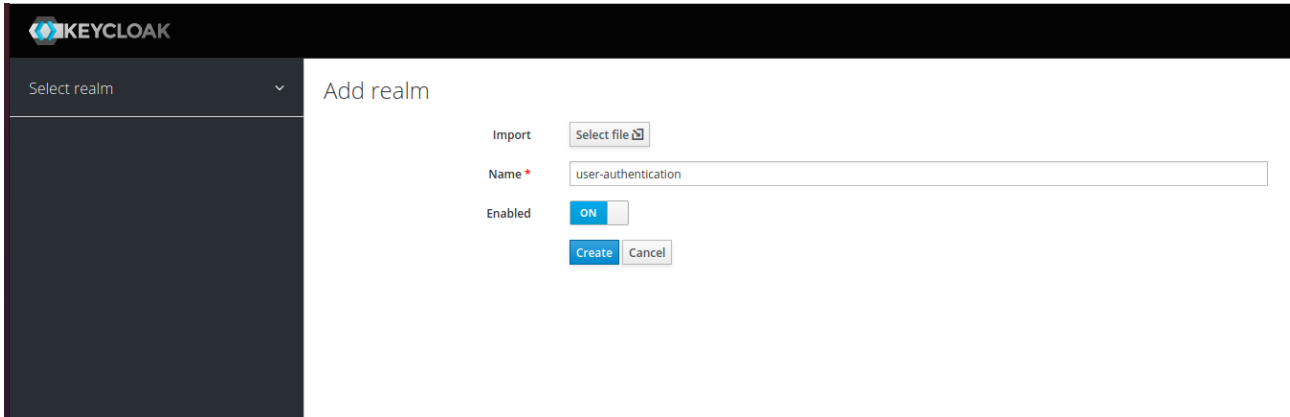 KEYCLOAK
Select realm
Add realm
Import Select file
Name * user-authentication
Enabled ON
Create Cancel